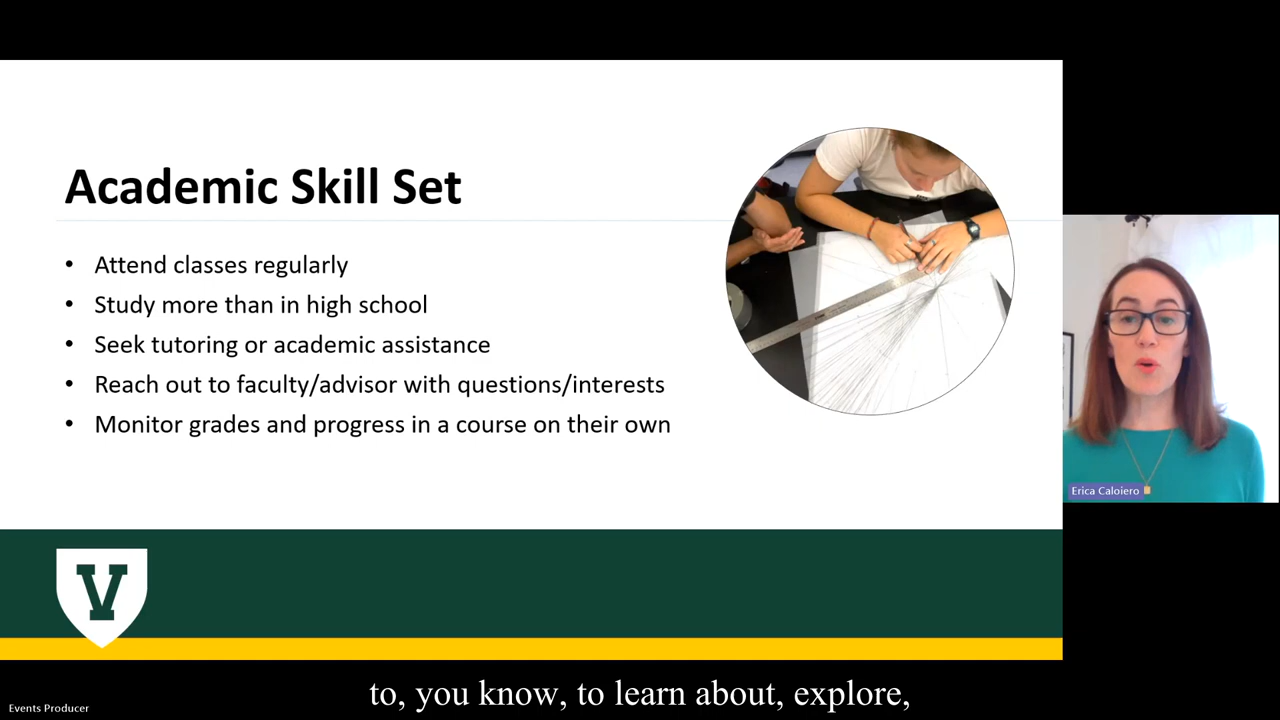 Academic Skill Set
• Attend classes regularly
• Study more than in high school
• Seek tutoring or academic assistance
• Reach out to faculty/advisor with questions/interests
• Monitor grades and progress in a course on their own
V
Erica Caloiero
to, you know, to learn about, explore,
Events Producer